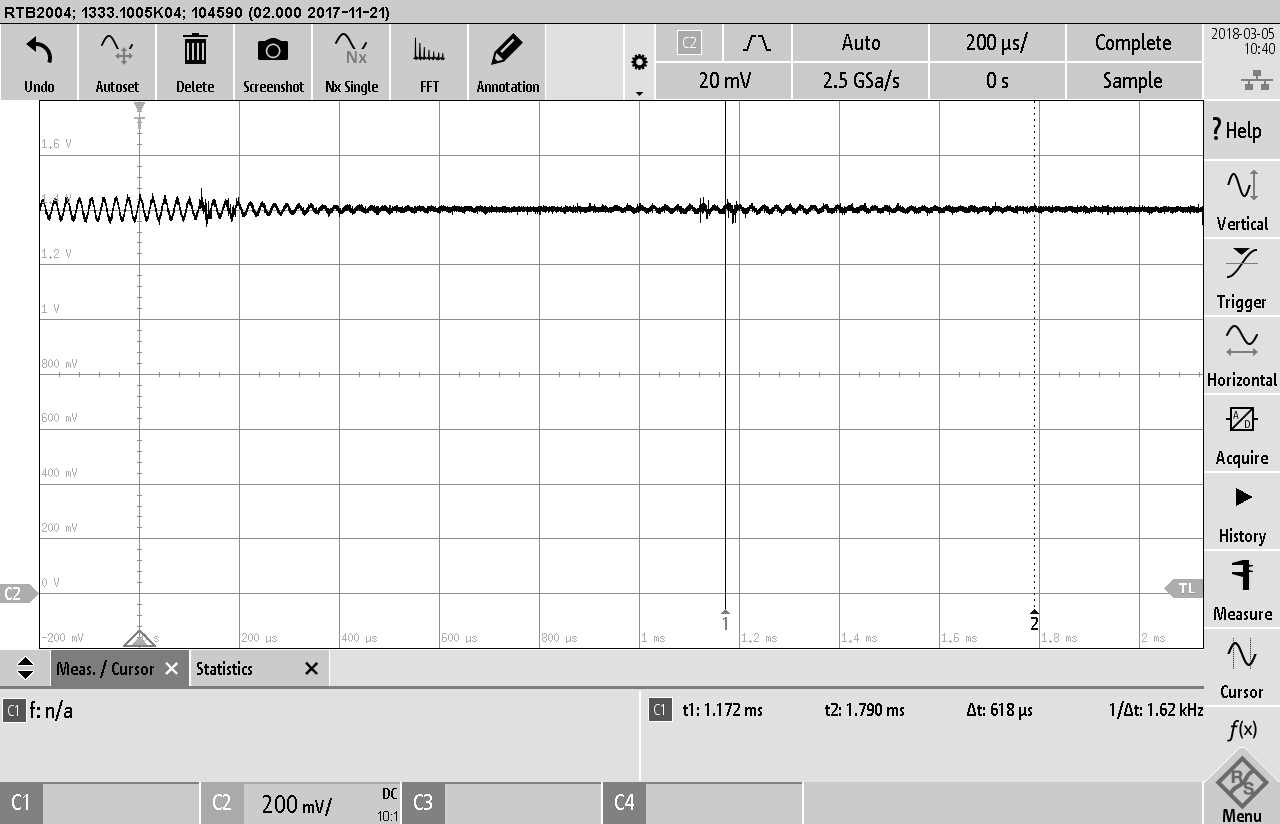 RTB2004; 1333.1005K04; 104590 (02.000 2017-11-21)
Undo
Autoset
Delete
Screenshot
Nx
Nx Single
FFT
Annotation
C2
Auto
200 µs/
Complete
20 mV
2.5 GSa/s
0 s
Sample
2018-03-05
10:40
1.6 V
1.2 V
1 V
800 mV
600 mV
400 mV
200 mV
0 V
-200 mV
C2
TL
1
2
s
200 µs
400 µs
600 µs
800 µs
1 ms
1.2 ms
1.4 ms
1.6 ms
1.8 ms
2 ms
? Help
Vertical
Trigger
Horizontal
A
D
Acquire
History
Measure
Cursor
f(x)
R
S
Menu
Meas. / Cursor
Statistics
C1 f: n/a
C1 t1: 1.172 ms t2: 1.790 ms Δt: 618 µs 1/Δt: 1.62 kHz
C1
C2 200 mV/ DC
10:1
C3
C4